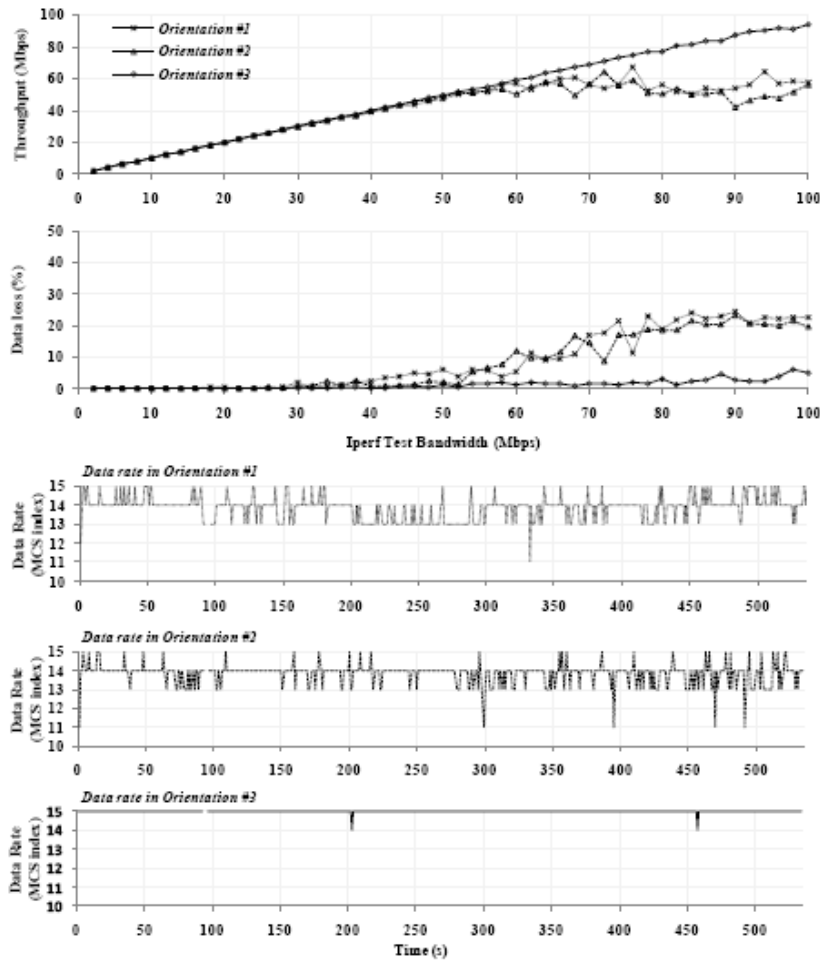 Throughput (Mbps)
100
80
60
40
20
0
Orientation #1
Orientation #2
Orientation #3
0 10 20 30 40 50 60 70 80 90 100
Data loss (%)
50
40
30
20
10
0
0 10 20 30 40 50 60 70 80 90 100
Iperf Test Bandwidth (Mbps)
Data rate in Orientation #1
Data Rate
(MCS index)
15
14
13
12
11
10
0 50 100 150 200 250 300 350 400 450 500
Data rate in Orientation #2
Data Rate
(MCS index)
15
14
13
12
11
10
0 50 100 150 200 250 300 350 400 450 500
Data rate in Orientation #3
Data Rate
(MCS index)
15
14
13
12
11
10
0 50 100 150 200 250 300 350 400 450 500
Time (s)